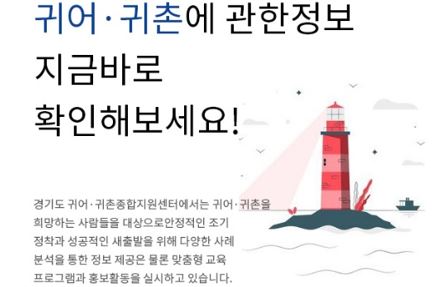 귀어·귀촌에 관한정보
지금바로
확인해보세요!
경기도 귀어·귀촌종합지원센터에서는 귀어·귀촌을
희망하는 사람들을 대상으로안정적인 조기
정착과 성공적인 새출발을 위해 다양한 사례
분석을 통한 정보 제공은 물론 맞춤형 교육
프로그램과 홍보활동을 실시하고 있습니다.